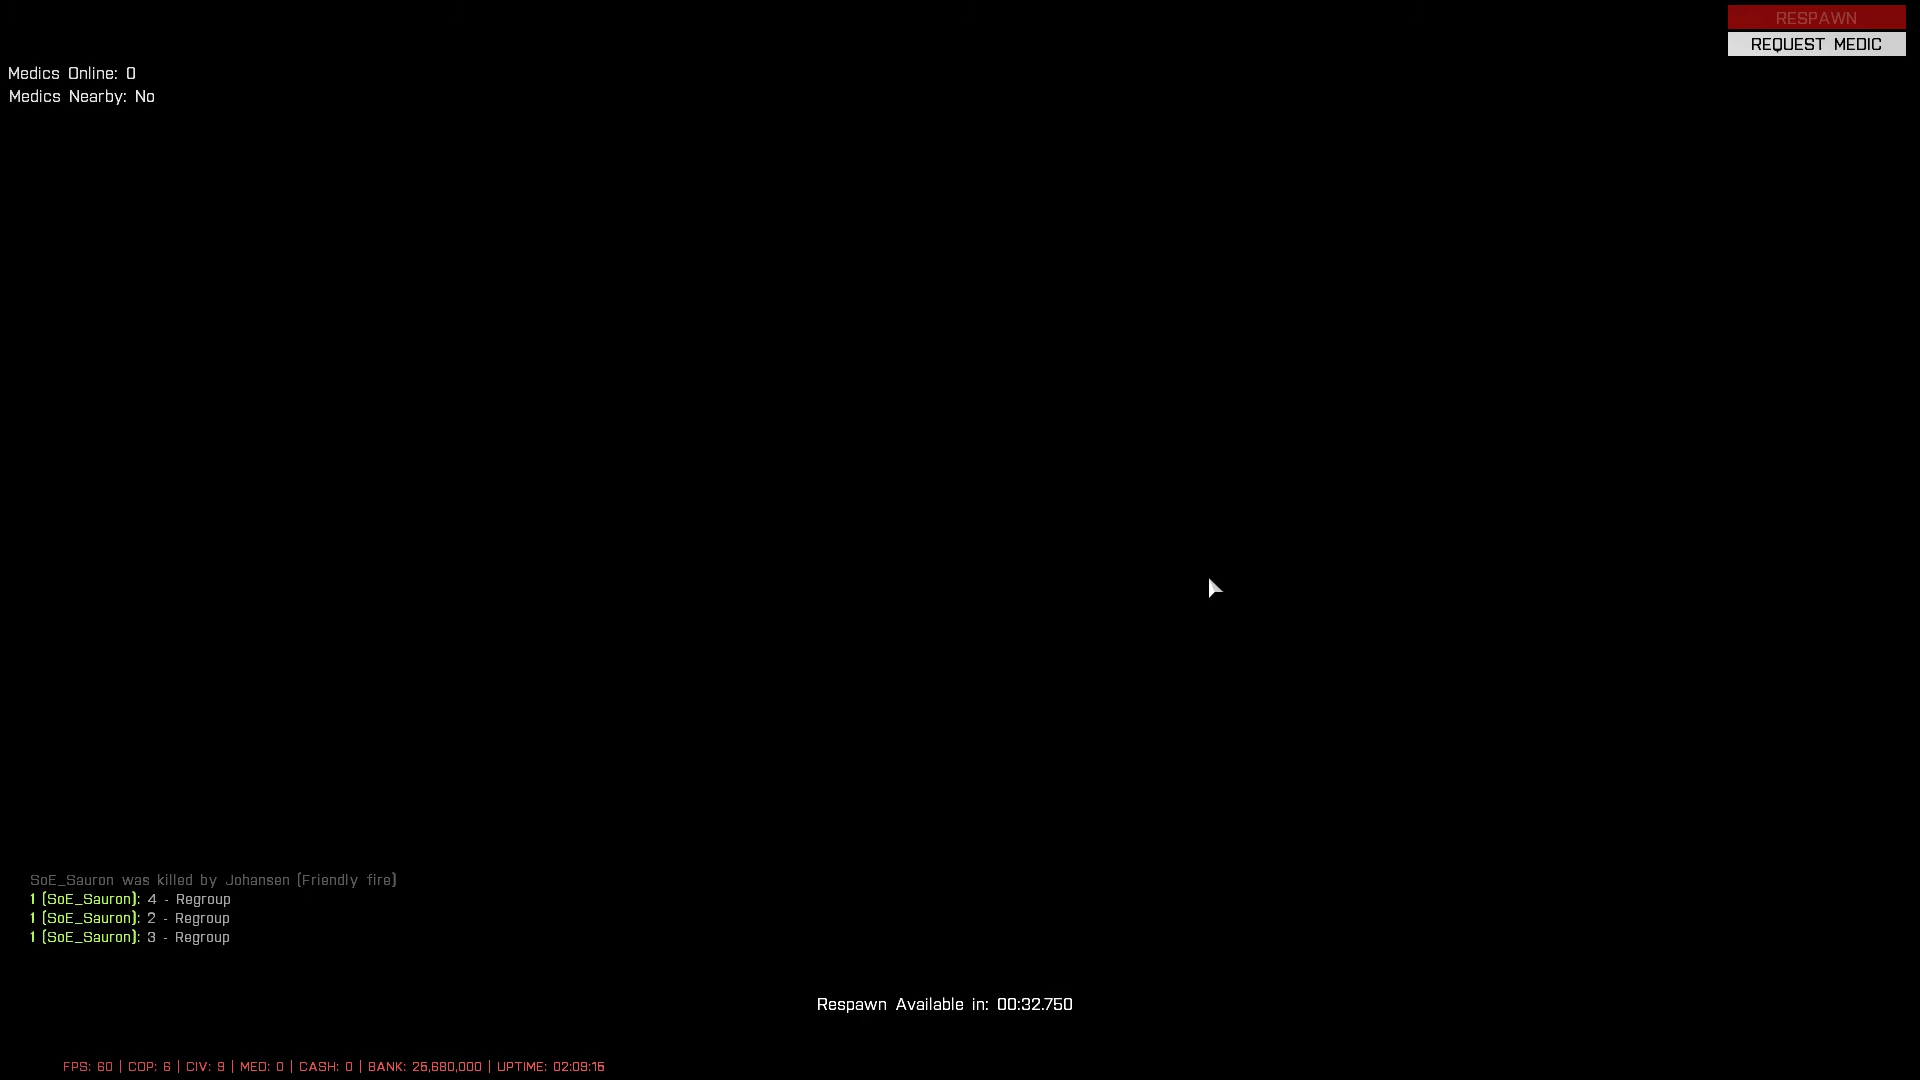 RESPAWN
REQUEST MEDIC
Medics Online: 0
Medics Nearby: No
SoE_Sauron was killed by Johansen (Friendly fire)
1 (SoE_Sauron): 4 - Regroup
1 (SoE_Sauron): 2 - Regroup
1 (SoE_Sauron): 3 - Regroup
Respawn Available in: 00:32.750
FPS: 60 | COP: 6 | CIV: 9 | MED: 0 | CASH: 0 | BANK: 25,680,000 | UPTIME: 02:09:15